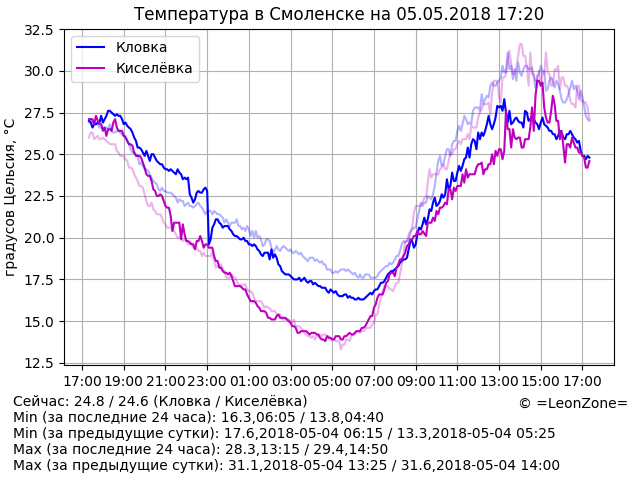 Температура в Смоленске на 05.05.2018 17:20
градусов Цельсия, °C
32.5
30.0
27.5
25.0
22.5
20.0
17.5
15.0
12.5
Кловка
Киселёвка
17:00 19:00 21:00 23:00 01:00 03:00 05:00 07:00 09:00 11:00 13:00 15:00 17:00
Сейчас: 24.8 / 24.6 (Кловка / Киселёвка)
© =LeonZone=
Min (за последние 24 часа): 16.3,06:05 / 13.8,04:40
Min (за предыдущие сутки): 17.6,2018-05-04 06:15 / 13.3,2018-05-04 05:25
Max (за последние 24 часа): 28.3,13:15 / 29.4,14:50
Max (за предыдущие сутки): 31.1,2018-05-04 13:25 / 31.6,2018-05-04 14:00